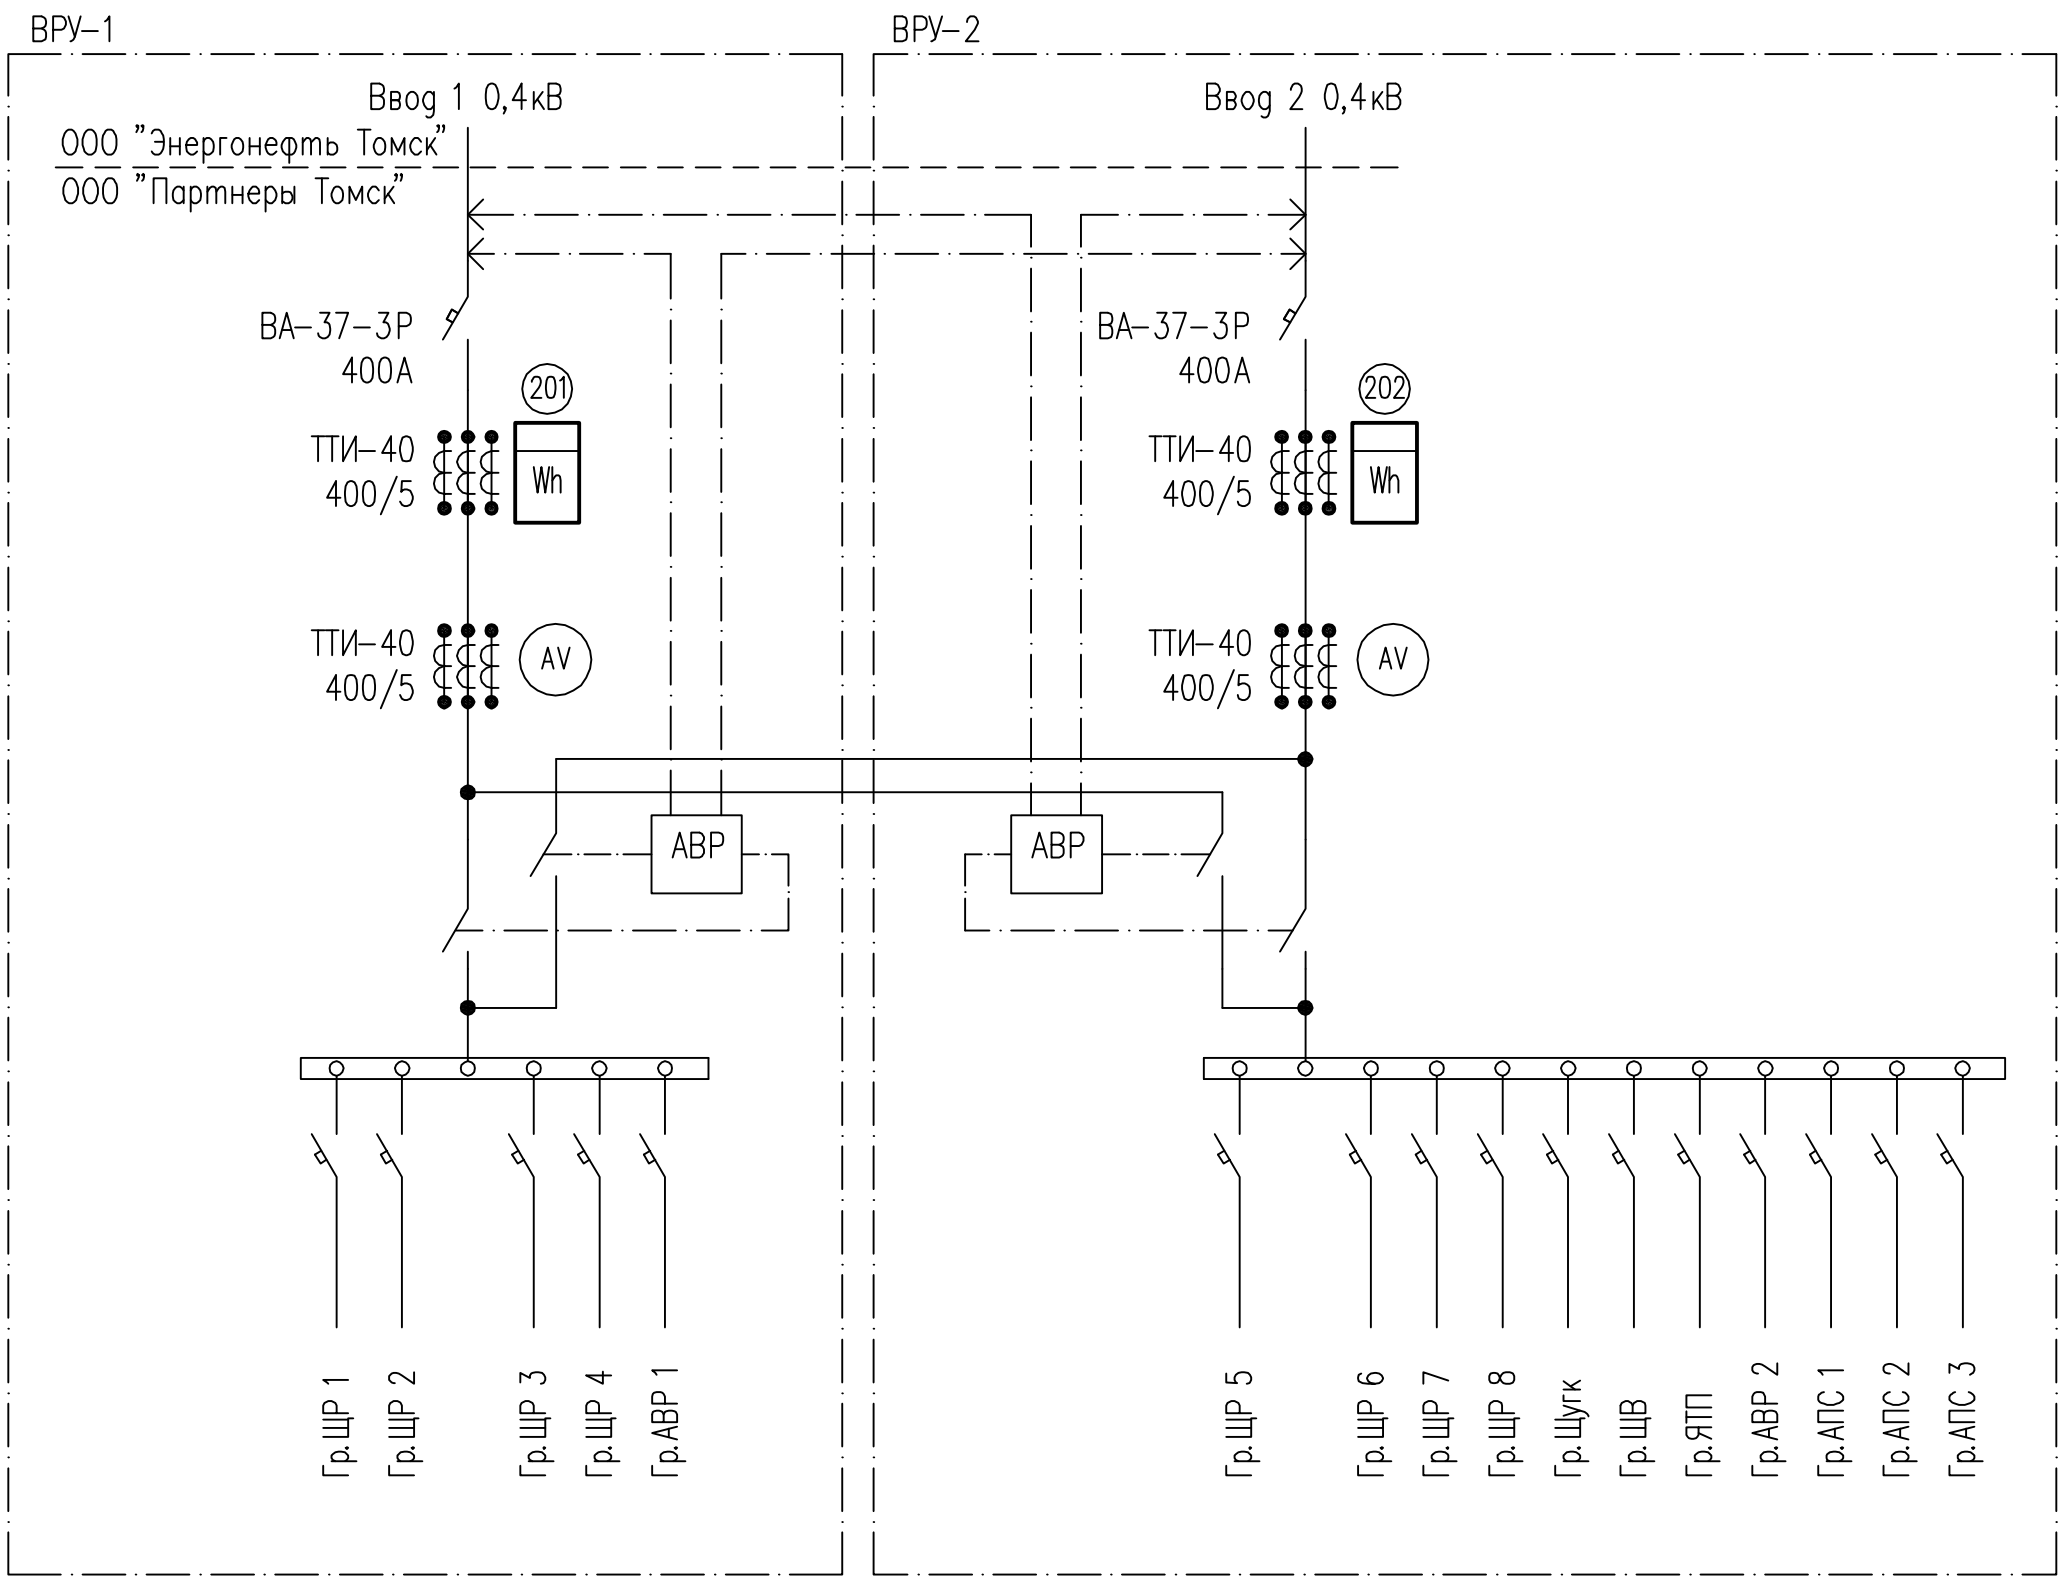 ВРУ-1
ВРУ-2
Ввод 1 0,4кВ
Ввод 2 0,4кВ
ООО "Энергонефть Томск"
ООО "Партнеры Томск"
ВА-37-3Р
400А
201
ВА-37-3Р
400А
202
ТТИ-40
400/5
Wh
ТТИ-40
400/5
Wh
ТТИ-40
400/5
AV
ТТИ-40
400/5
AV
АВР
АВР
Гр.ЩР 1
Гр.ЩР 2
Гр.ЩР 3
Гр.ЩР 4
Гр.АВР 1
Гр.ЩР 5
Гр.ЩР 6
Гр.ЩР 7
Гр.ЩР 8
Гр.Щугк
Гр.ЩВ
Гр.ЯТП
Гр.АВР 2
Гр.АПС 1
Гр.АПС 2
Гр.АПС 3